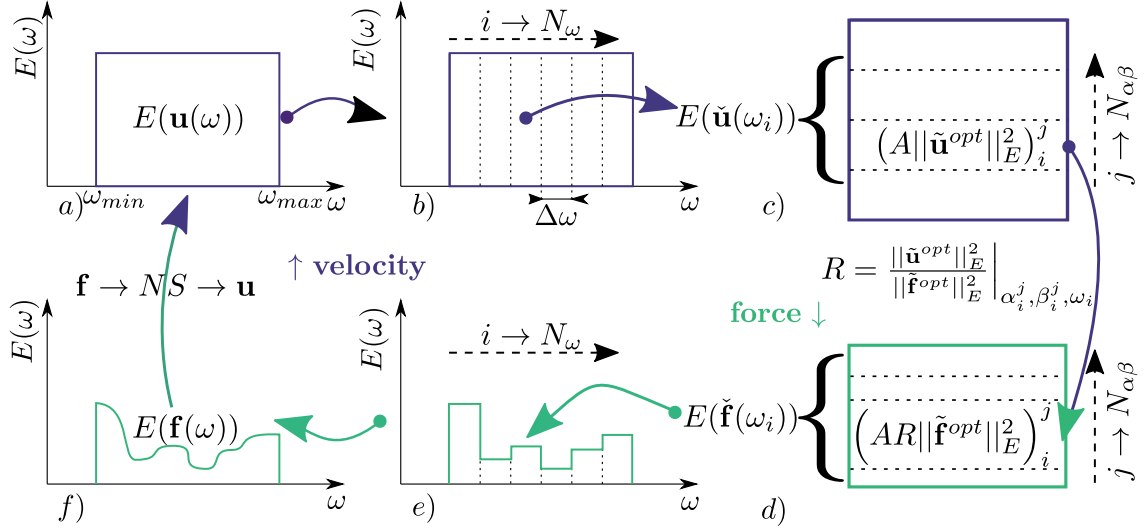 E(ω)
E(u(ω))
ω_min
ω_max ω
a)
E(ω)
i → N_ω
Δω
ω
b)
E(ǔ(ω_i))
(A||ũ^opt||²_E)^j_i
j → N_αβ
c)
f → NS → u
↑ velocity
R = ||ũ^opt||²_E / ||f̃^opt||²_E |_α^j_i,β^j_i,ω_i
force ↓
E(ω)
E(f(ω))
ω
f)
E(ω)
i → N_ω
ω
e)
E(f̌(ω_i))
(AR||f̃^opt||²_E)^j_i
j → N_αβ
d)